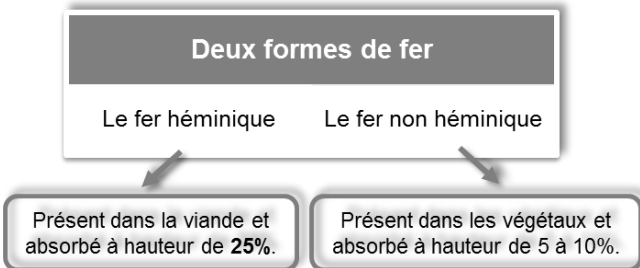 Deux formes de fer
Le fer héminique
Le fer non héminique
Présent dans la viande et
absorbé à hauteur de 25%.
Présent dans les végétaux et
absorbé à hauteur de 5 à 10%.